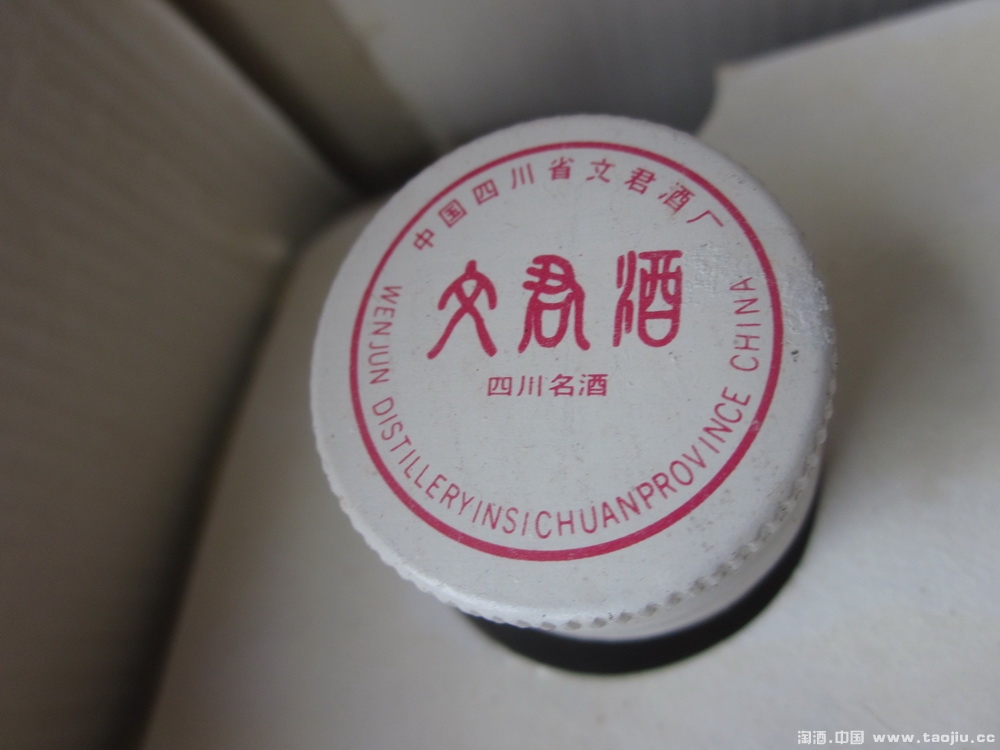 中国四川省文君酒厂
文君酒
四川名酒
WENJUN DISTILLERYINSICHUANPROVINCE CHINA
淘酒.中国 www.taojiu.cc